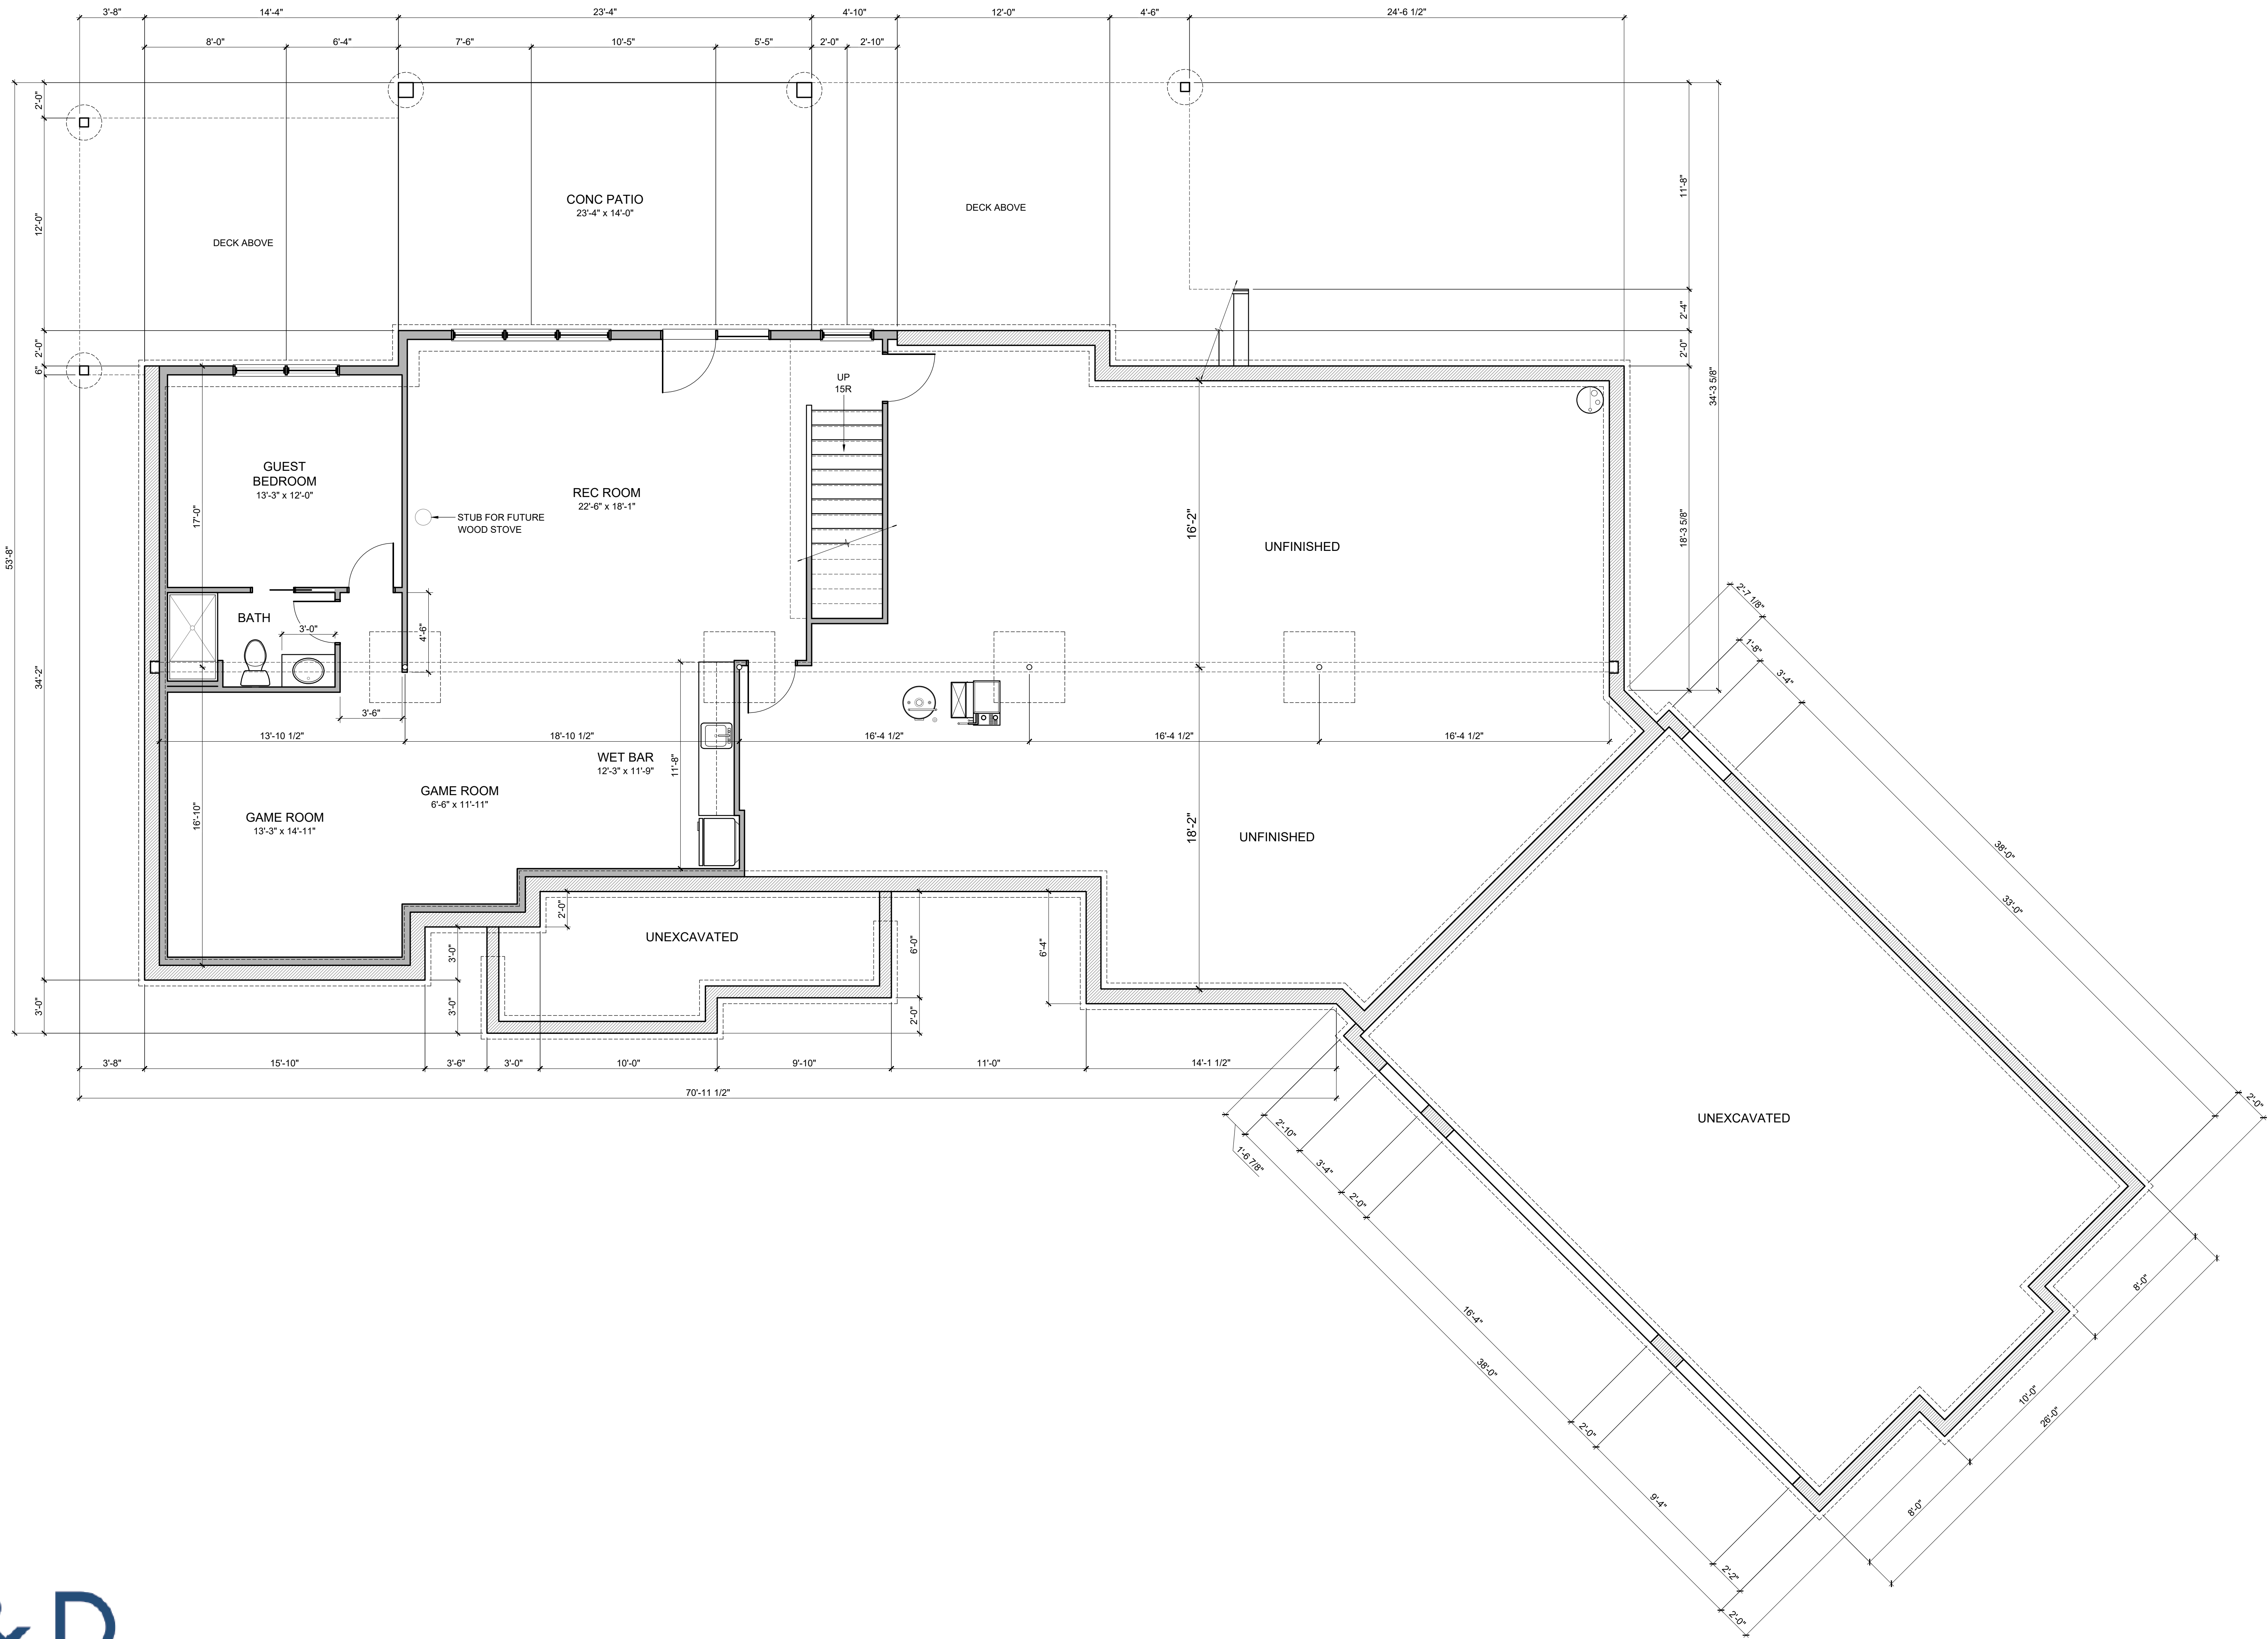 3'-8"
14'-4"
23'-4"
4'-10"
12'-0"
4'-6"
24'-6 1/2"
8'-0"
6'-4"
7'-6"
10'-5"
5'-5"
2'-0"
2'-10"
2'-0"
12'-0"
2'-0"
6"
53'-8"
34'-2"
3'-0"
CONC PATIO
23'-4" x 14'-0"
DECK ABOVE
DECK ABOVE
11'-8"
2'-4"
2'-0"
34'-3 5/8"
18'-3 5/8"
UP
15R
GUEST
BEDROOM
13'-3" x 12'-0"
17'-0"
REC ROOM
22'-6" x 18'-1"
STUB FOR FUTURE
WOOD STOVE
16'-2"
UNFINISHED
BATH
3'-0"
4'-6"
3'-6"
13'-10 1/2"
18'-10 1/2"
16'-4 1/2"
16'-4 1/2"
16'-4 1/2"
WET BAR
12'-3" x 11'-9"
11'-8"
GAME ROOM
6'-6" x 11'-11"
GAME ROOM
13'-3" x 14'-11"
16'-10"
18'-2"
UNFINISHED
2'-0"
UNEXCAVATED
3'-0"
3'-0"
6'-0"
2'-0"
6'-4"
3'-8"
15'-10"
3'-6"
3'-0"
10'-0"
9'-10"
11'-0"
14'-1 1/2"
70'-11 1/2"
2'-7 1/8"
1'-8"
3'-4"
38'-0"
33'-0"
2'-0"
UNEXCAVATED
1'-6 7/8"
2'-10"
3'-4"
2'-0"
16'-4"
38'-0"
2'-0"
9'-4"
2'-2"
2'-0"
8'-0"
10'-0"
26'-0"
8'-0"
& D